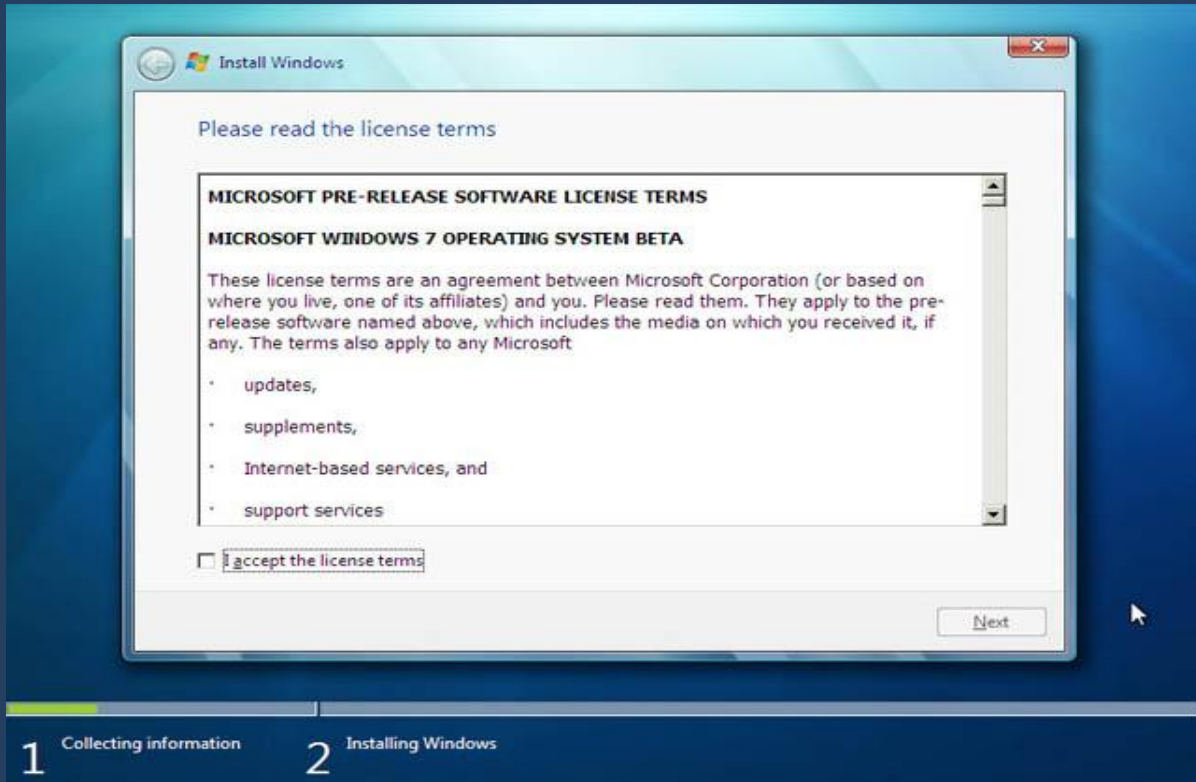 Install Windows
Please read the license terms
MICROSOFT PRE-RELEASE SOFTWARE LICENSE TERMS
MICROSOFT WINDOWS 7 OPERATING SYSTEM BETA
These license terms are an agreement between Microsoft Corporation (or based on
where you live, one of its affiliates) and you. Please read them. They apply to the pre-
release software named above, which includes the media on which you received it, if
any. The terms also apply to any Microsoft
· updates,
· supplements,
· Internet-based services, and
· support services
I accept the license terms
Next
1 Collecting information
2 Installing Windows